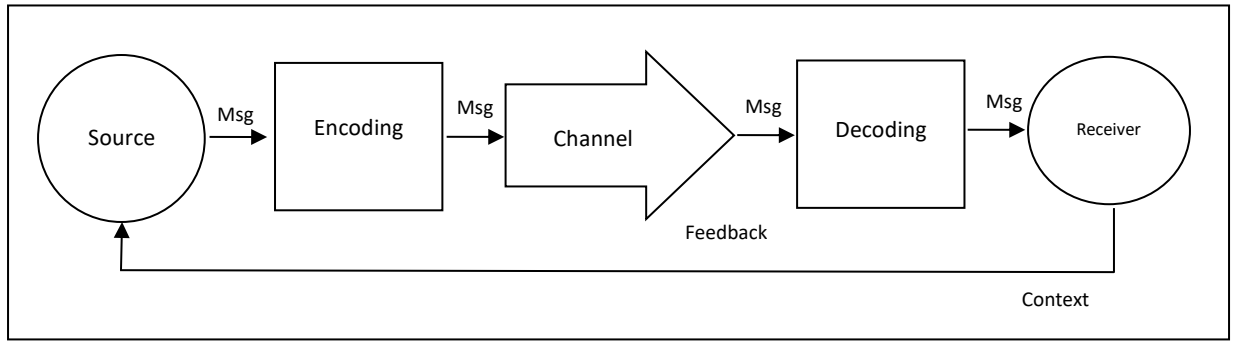 Source
Msg
Encoding
Msg
Channel
Msg
Decoding
Msg
Receiver
Feedback
Context